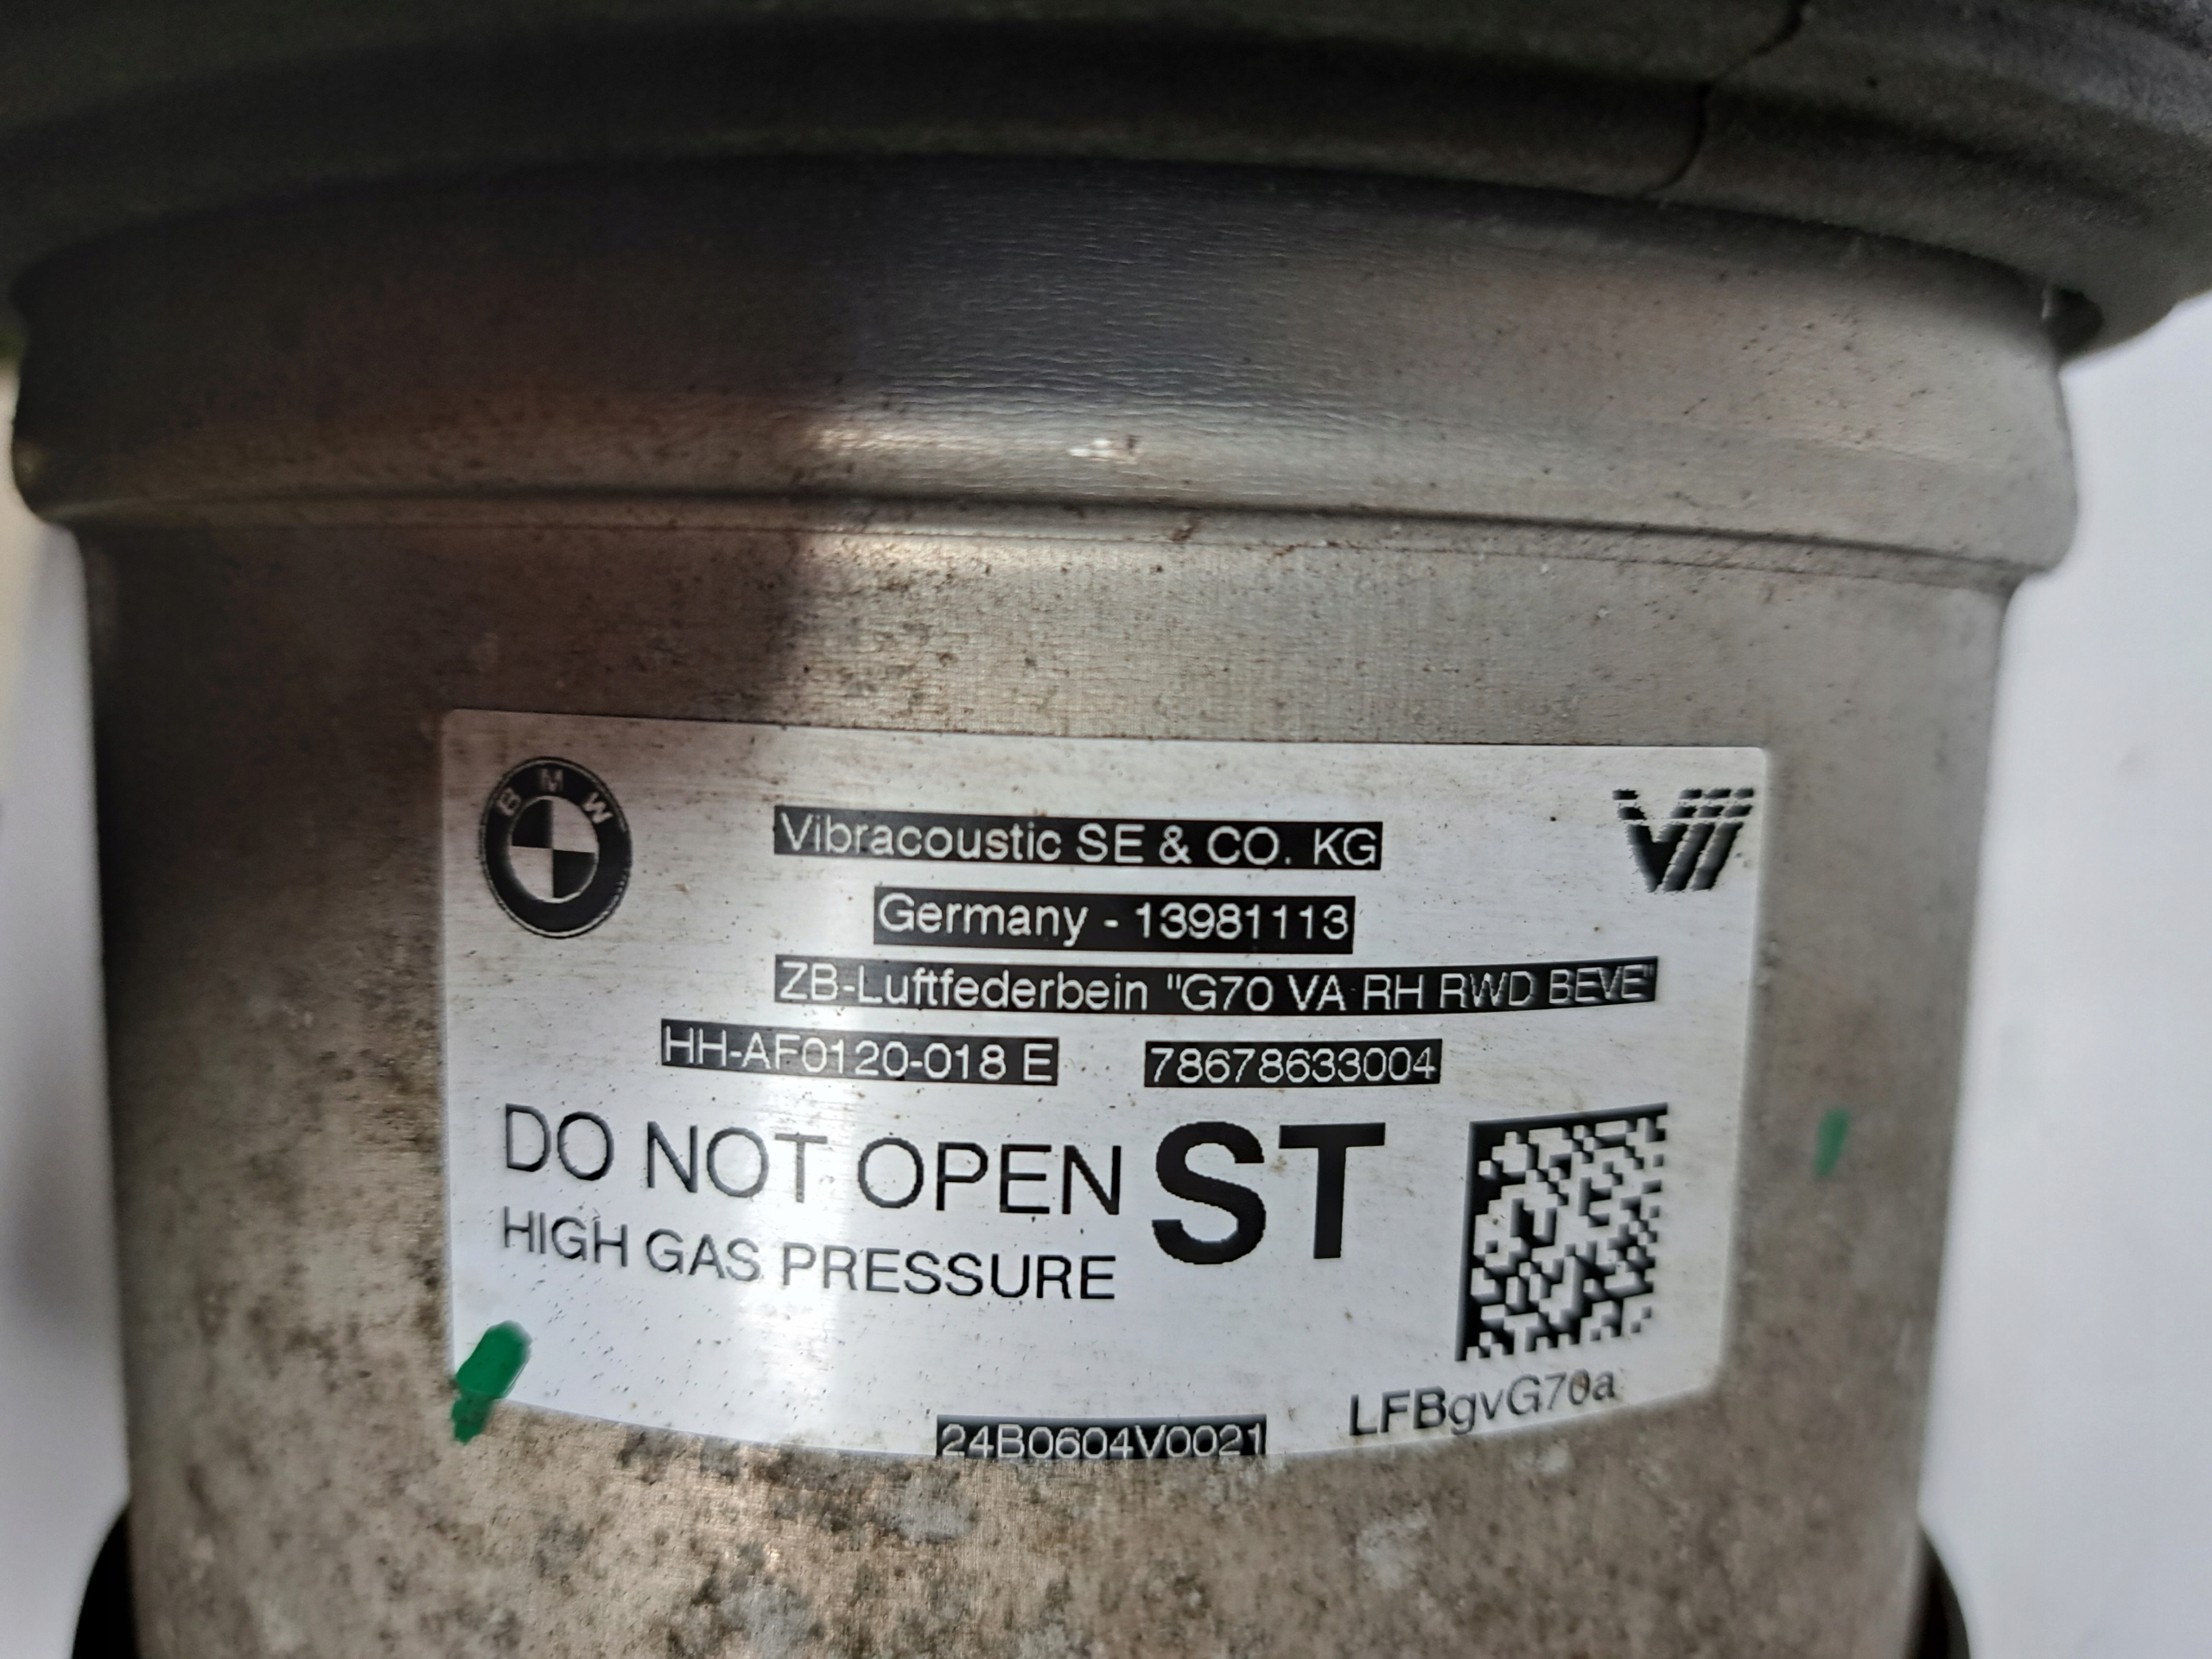 BMW
Vibracoustic SE & CO. KG
Germany - 13981113
ZB-Luftfederbein "G70 VA RH RWD BEVE"
HH-AF0120-018 E 78678633004
DO NOT OPEN ST
HIGH GAS PRESSURE
LFBgvG70a
24B0604V0021